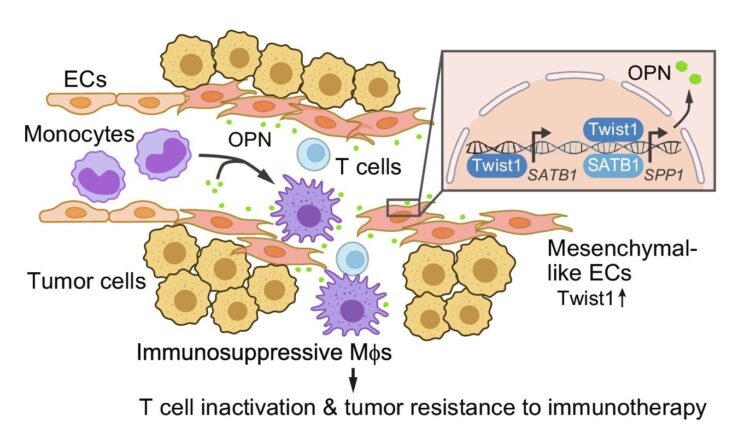 ECs
Monocytes
OPN
T cells
OPN
Twist1
Twist1
SATB1
SATB1
SPP1
Tumor cells
Mesenchymal-
like ECs
Twist1↑
Immunosuppressive Mϕs
T cell inactivation & tumor resistance to immunotherapy